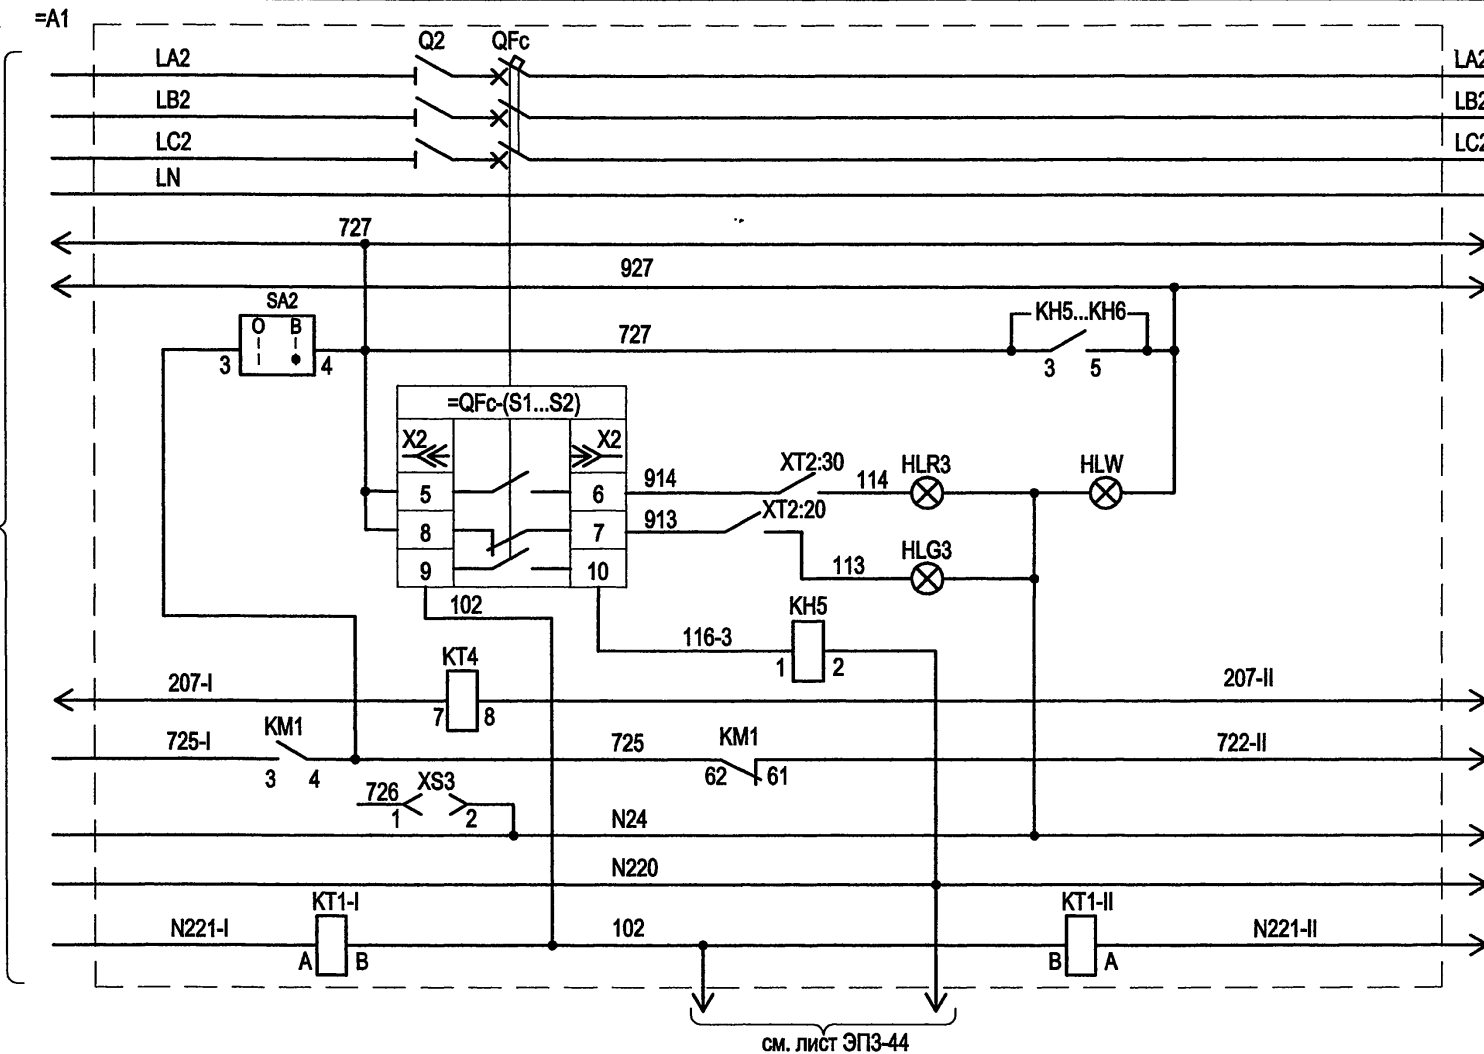 =A1
Q2 QFc
LA2 LA2
LB2 LB2
LC2 LC2
LN
727
927
SA2
O B
KH5...KH6
727
3 4
3 5
=QFc-(S1...S2)
X2 X2
XT2:30 HLR3 HLW
5 6 914 114
XT2:20
8 7 913
HLG3
9 10 113
102 KH5
116-3
1 2
KT4
207-I 207-II
7 8
KM1 KM1
725-I 725 722-II
3 4 62 61
726 XS3
1 2
N24
N220
KT1-I KT1-II
N221-I 102 N221-II
A B B A
см. лист ЭПЗ-44